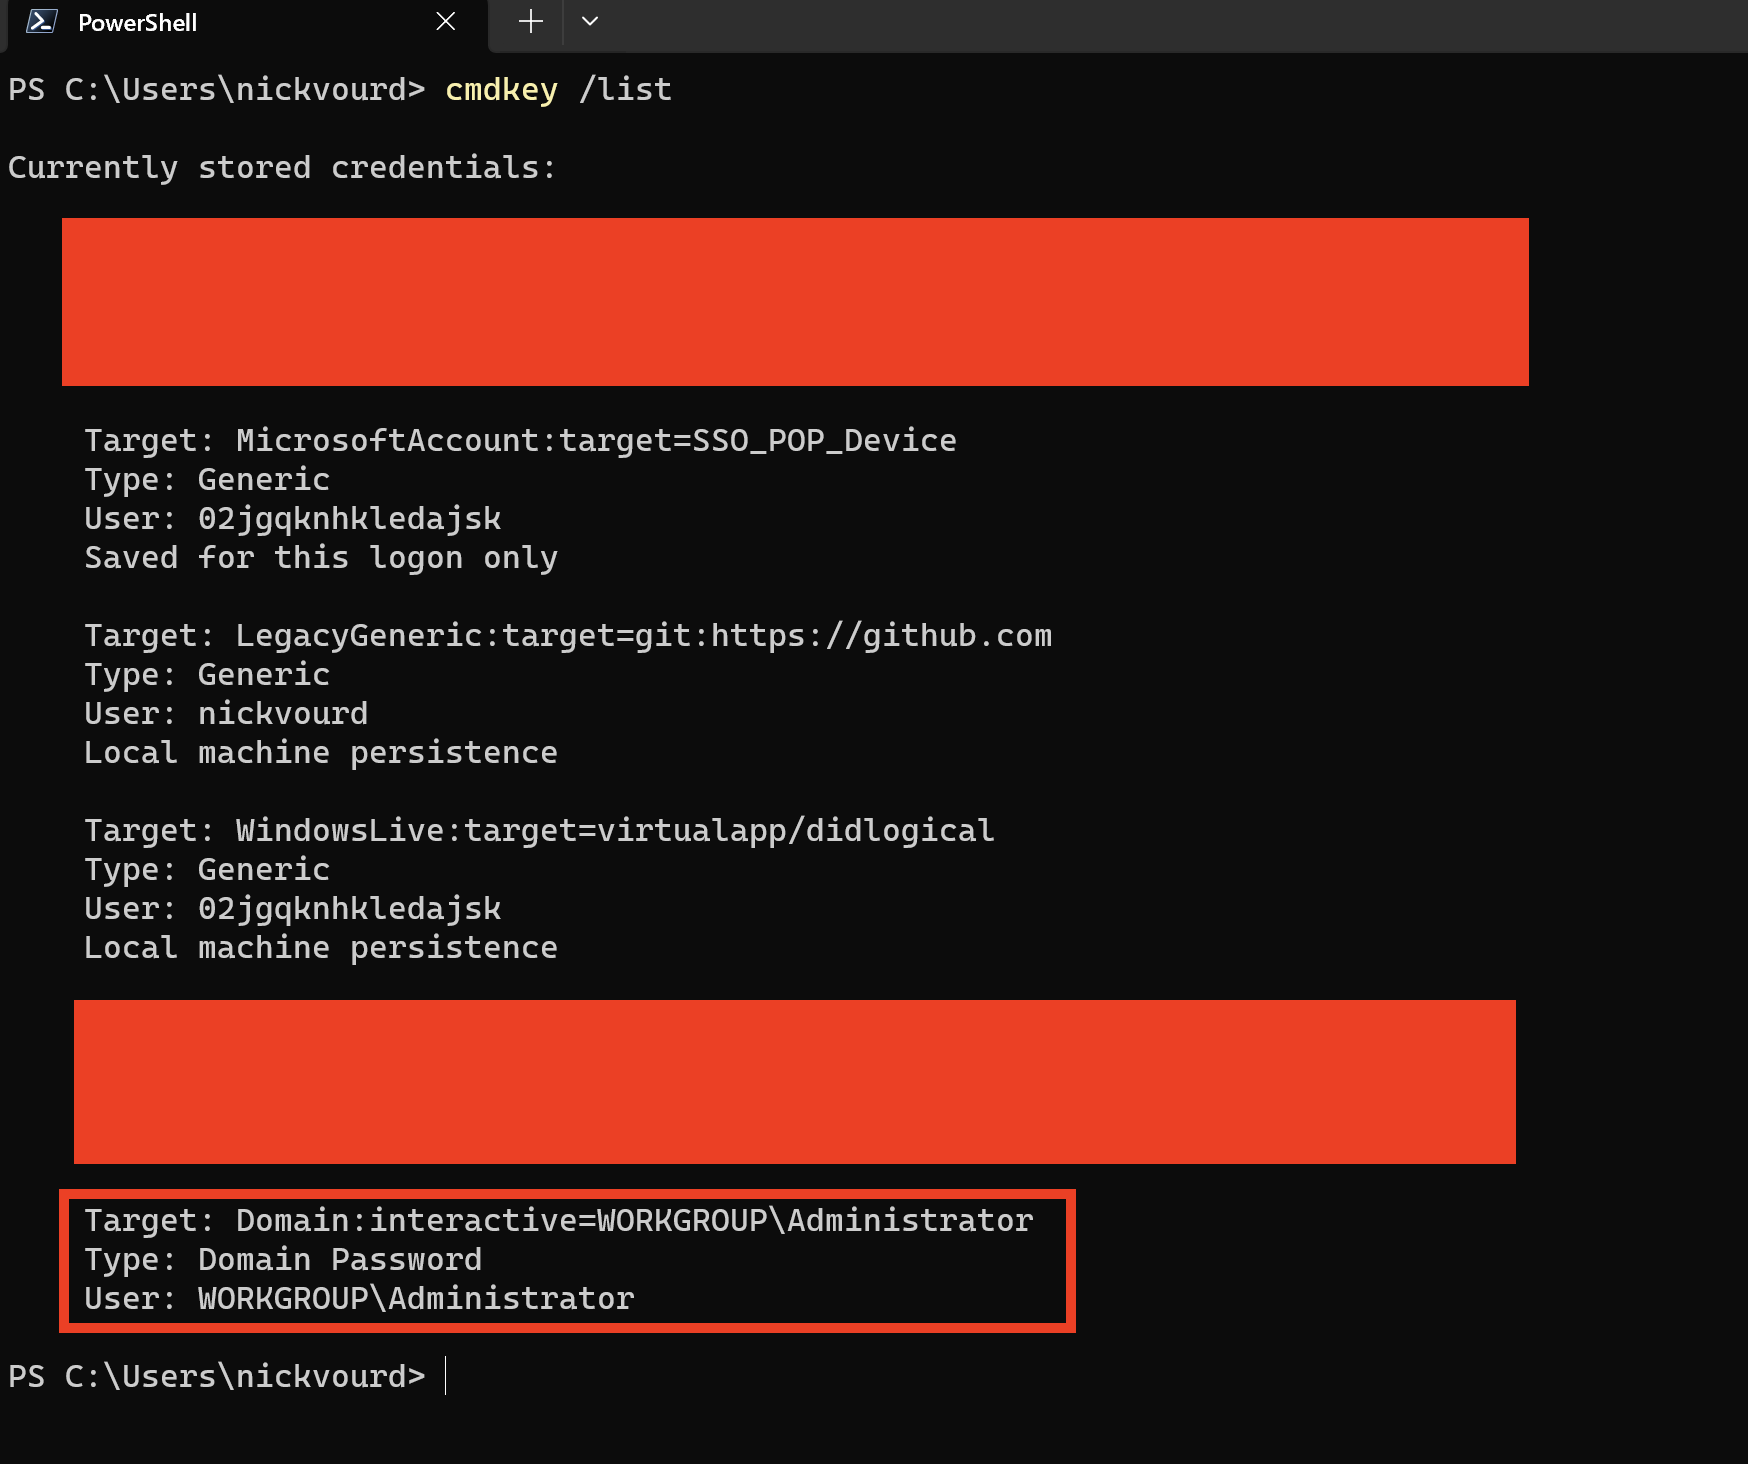 PowerShell
PS C:\Users\nickvourd> cmdkey /list
Currently stored credentials:
Target: MicrosoftAccount:target=SSO_POP_Device
Type: Generic
User: 02jgqknhkledajsk
Saved for this logon only
Target: LegacyGeneric:target=git:https://github.com
Type: Generic
User: nickvourd
Local machine persistence
Target: WindowsLive:target=virtualapp/didlogical
Type: Generic
User: 02jgqknhkledajsk
Local machine persistence
Target: Domain:interactive=WORKGROUP\Administrator
Type: Domain Password
User: WORKGROUP\Administrator
PS C:\Users\nickvourd>